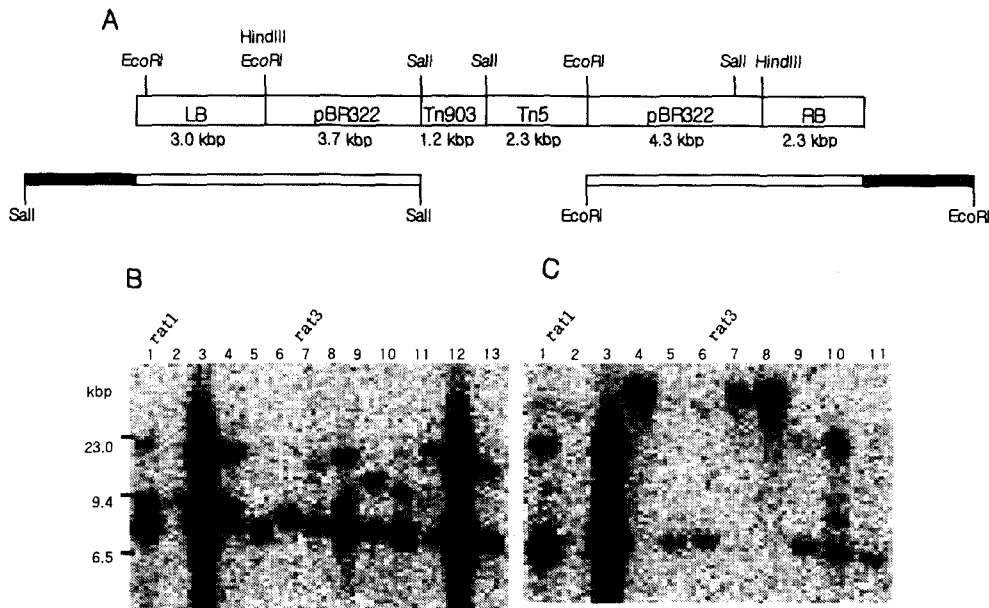 A
HindIII
EcoRI EcoRI SalI SalI EcoRI SalI HindIII
LB pBR322 Tn903 Tn5 pBR322 RB
3.0 kbp 3.7 kbp 1.2 kbp 2.3 kbp 4.3 kbp 2.3 kbp
SalI SalI EcoRI EcoRI
B
rat1 rat3
1 2 3 4 5 6 7 8 9 10 11 12 13
kbp
23.0
9.4
6.5
C
rat1 rat3
1 2 3 4 5 6 7 8 9 10 11